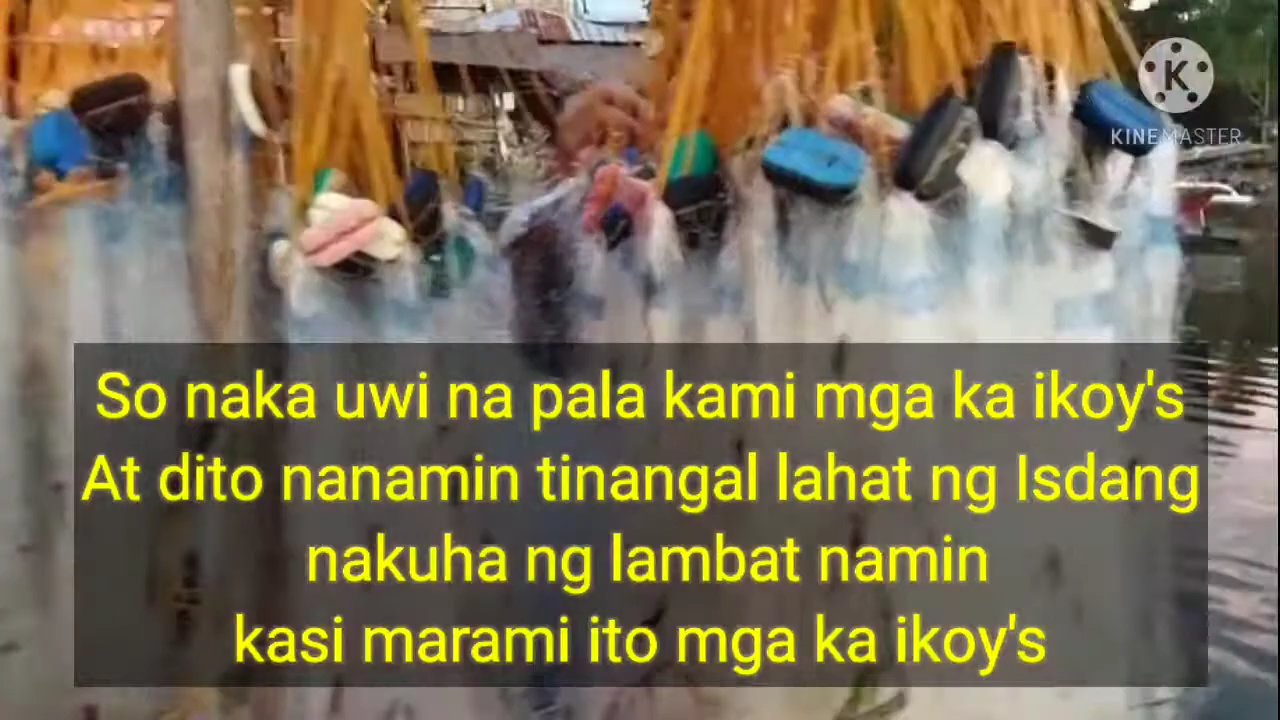 KINEMASTER
So naka uwi na pala kami mga ka ikoy's
At dito nanamin tinangal lahat ng Isdang
nakuha ng lambat namin
kasi marami ito mga ka ikoy's